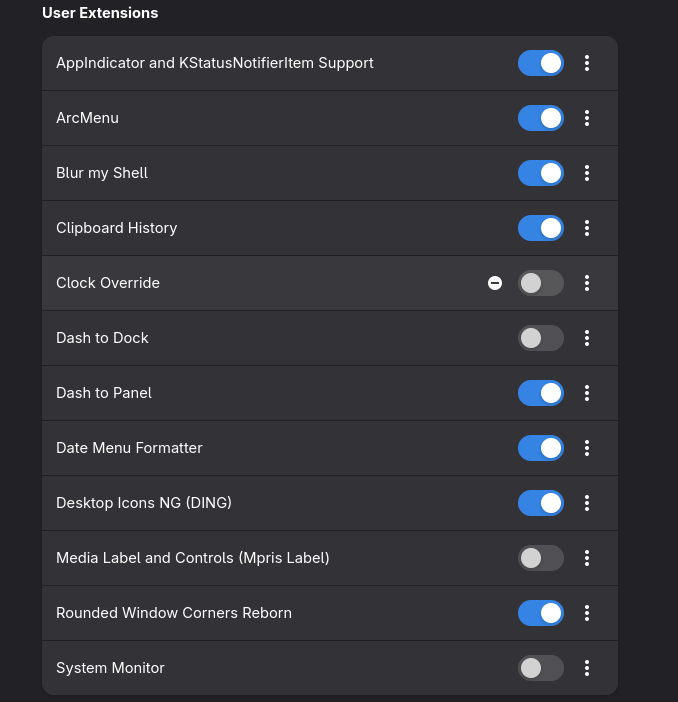 User Extensions
AppIndicator and KStatusNotifierItem Support
ArcMenu
Blur my Shell
Clipboard History
Clock Override
Dash to Dock
Dash to Panel
Date Menu Formatter
Desktop Icons NG (DING)
Media Label and Controls (Mpris Label)
Rounded Window Corners Reborn
System Monitor